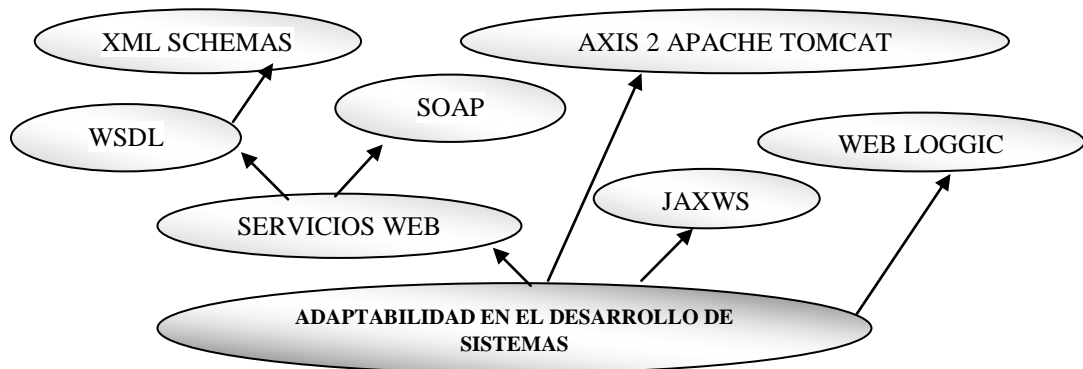 XML SCHEMAS
AXIS 2 APACHE TOMCAT
SOAP
WSDL
WEB LOGGIC
JAXWS
SERVICIOS WEB
ADAPTABILIDAD EN EL DESARROLLO DE
SISTEMAS